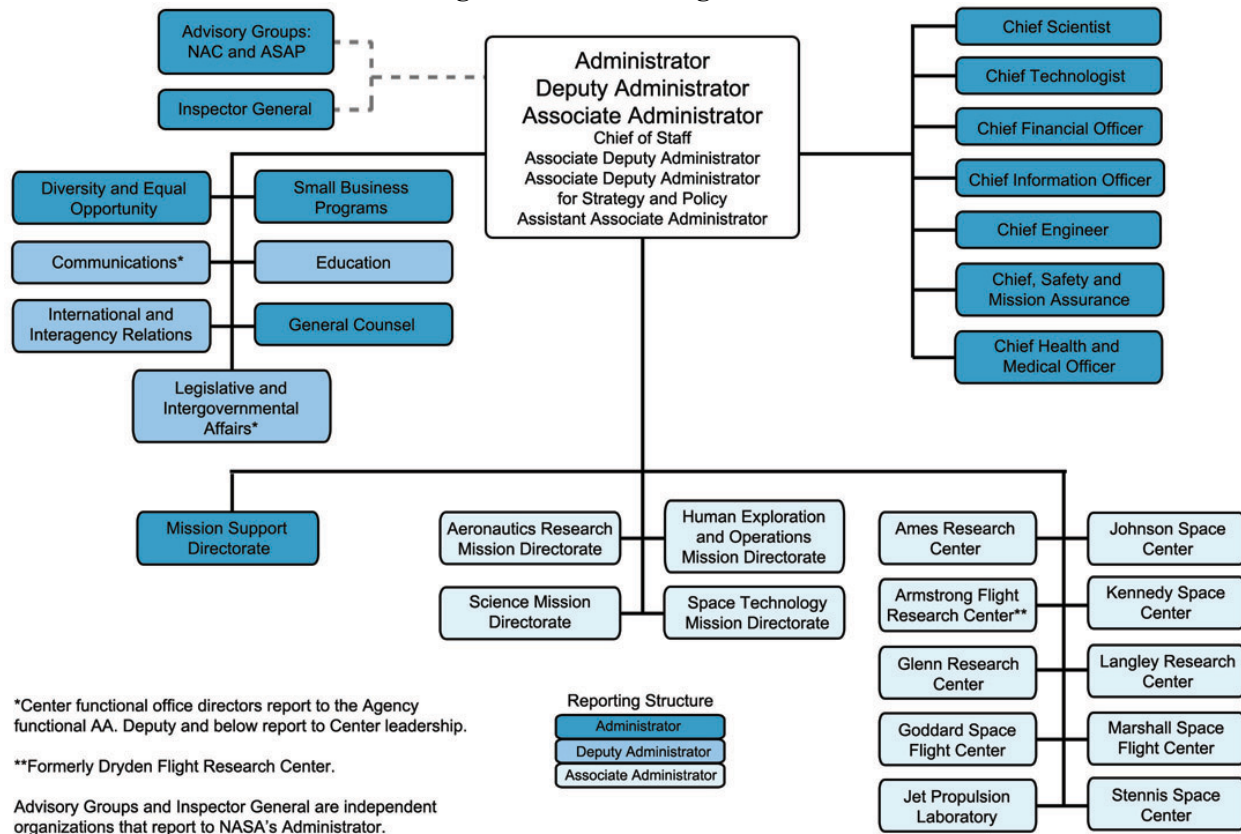 Advisory Groups:
NAC and ASAP
Inspector General
Administrator
Deputy Administrator
Associate Administrator
Chief of Staff
Associate Deputy Administrator
Associate Deputy Administrator
for Strategy and Policy
Assistant Associate Administrator
Chief Scientist
Chief Technologist
Chief Financial Officer
Chief Information Officer
Chief Engineer
Chief, Safety and
Mission Assurance
Chief Health and
Medical Officer
Diversity and Equal
Opportunity
Small Business
Programs
Communications*
Education
International and
Interagency Relations
General Counsel
Legislative and
Intergovernmental
Affairs*
Mission Support
Directorate
Aeronautics Research
Mission Directorate
Human Exploration
and Operations
Mission Directorate
Science Mission
Directorate
Space Technology
Mission Directorate
Ames Research
Center
Johnson Space
Center
Armstrong Flight
Research Center**
Kennedy Space
Center
Glenn Research
Center
Langley Research
Center
Goddard Space
Flight Center
Marshall Space
Flight Center
Jet Propulsion
Laboratory
Stennis Space
Center
*Center functional office directors report to the Agency
functional AA. Deputy and below report to Center leadership.
**Formerly Dryden Flight Research Center.
Advisory Groups and Inspector General are independent
organizations that report to NASA's Administrator.
Reporting Structure
Administrator
Deputy Administrator
Associate Administrator